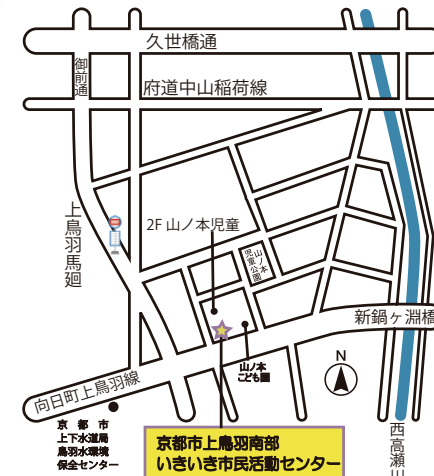 久世橋通
御前通
府道中山稲荷線
上鳥羽馬廻
2F 山ノ本児童
山ノ本
児童公園
新鍋ヶ淵橋
山ノ本
こども園
N
向日町上鳥羽線
京都市
上下水道局
鳥羽水環境
保全センター
京都市上鳥羽南部
いきいき市民活動センター
西高瀬川